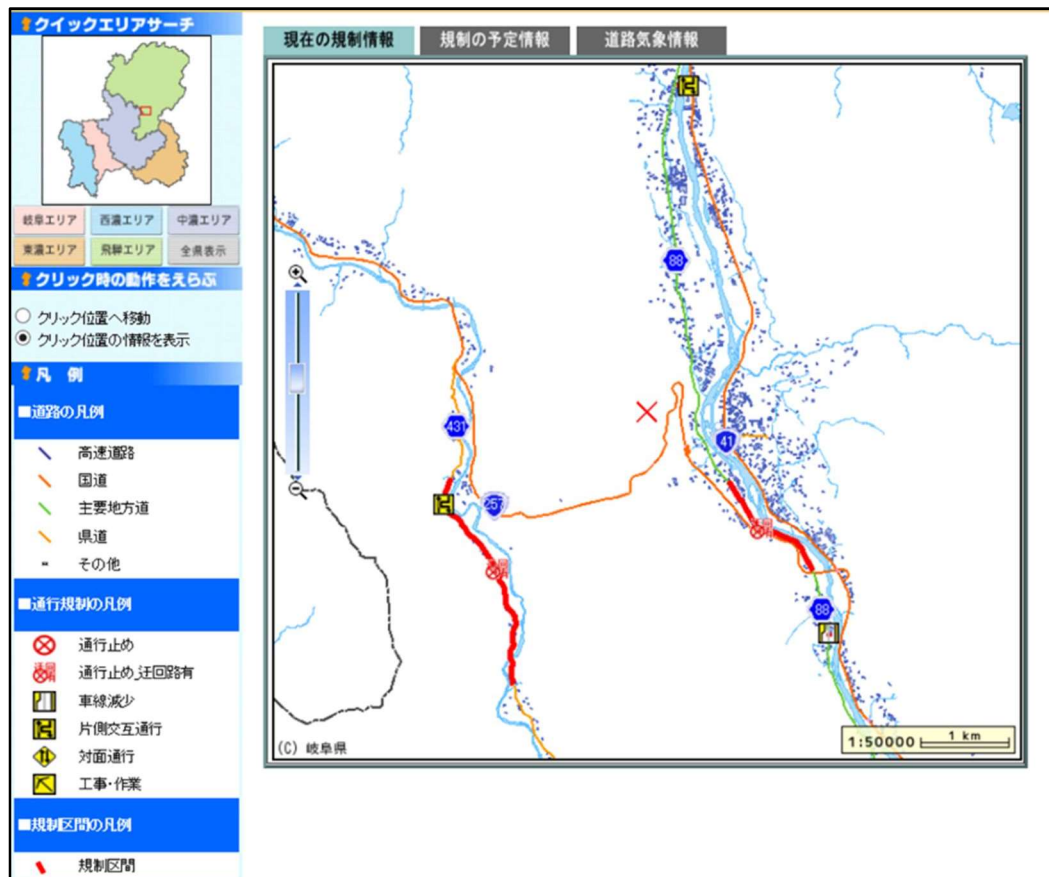 クイックエリアサーチ
岐阜エリア
西濃エリア
中濃エリア
東濃エリア
飛騨エリア
全県表示
クリック時の動作をえらぶ
クリック位置へ移動
クリック位置の情報を表示
凡 例
■道路の凡例
高速道路
国道
主要地方道
県道
その他
■通行規制の凡例
通行止め
通行止め_迂回路有
車線減少
片側交互通行
対面通行
工事・作業
■規制区間の凡例
規制区間
現在の規制情報
規制の予定情報
道路気象情報
88
431
41
257
88
(C) 岐阜県
1:50000
1 km